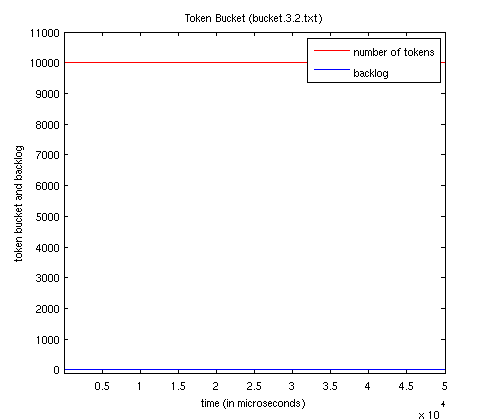 Token Bucket (bucket.3.2.txt)
number of tokens
backlog
token bucket and backlog
11000
10000
9000
8000
7000
6000
5000
4000
3000
2000
1000
0
0.5 1 1.5 2 2.5 3 3.5 4 4.5 5
time (in microseconds)
x 10 4